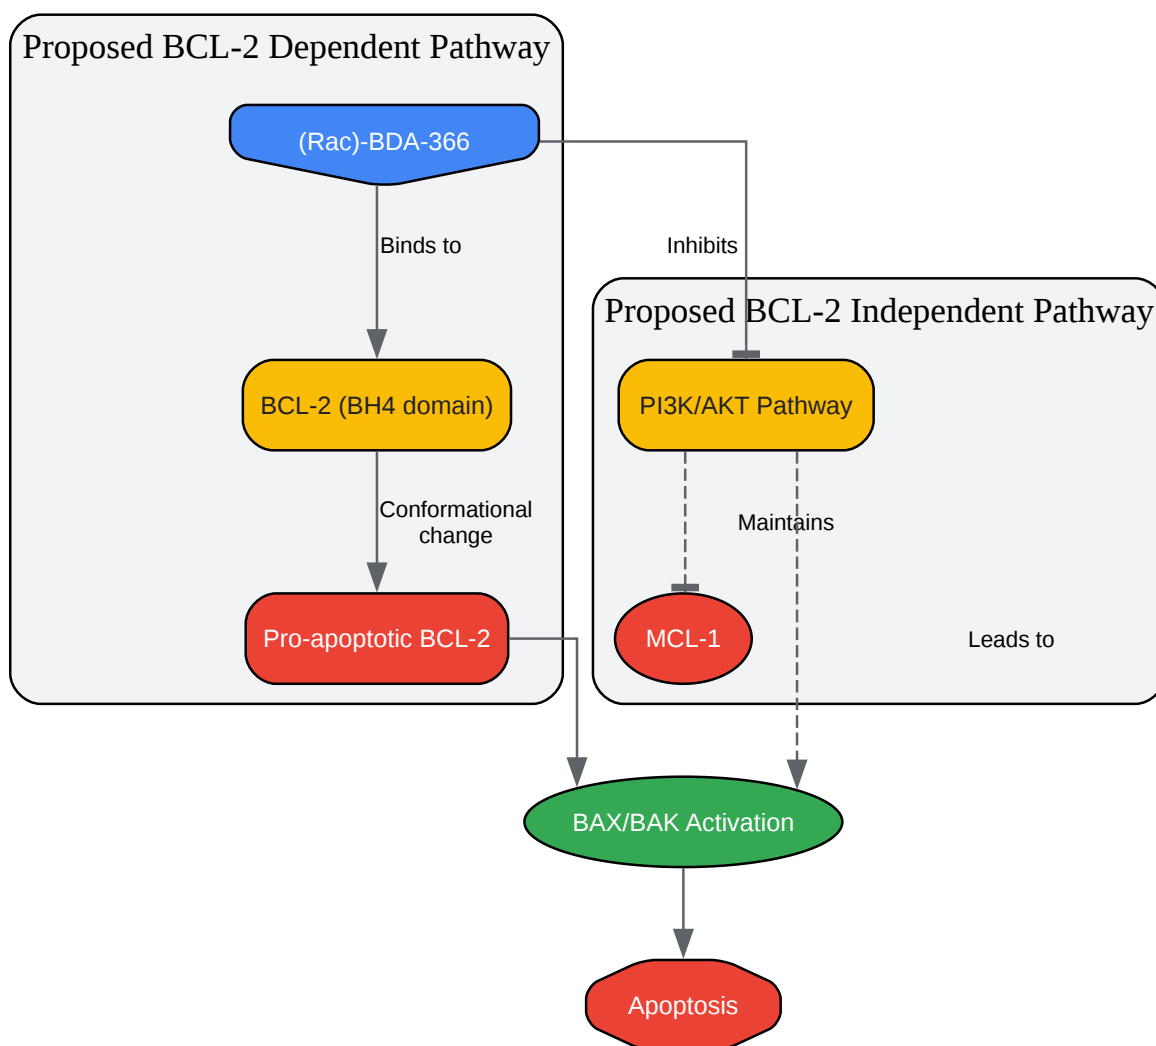 Proposed BCL-2 Dependent Pathway
(Rac)-BDA-366
Binds to
Inhibits
Proposed BCL-2 Independent Pathway
BCL-2 (BH4 domain)
PI3K/AKT Pathway
Conformational
change
Maintains
Pro-apoptotic BCL-2
MCL-1
Leads to
BAX/BAK Activation
Apoptosis